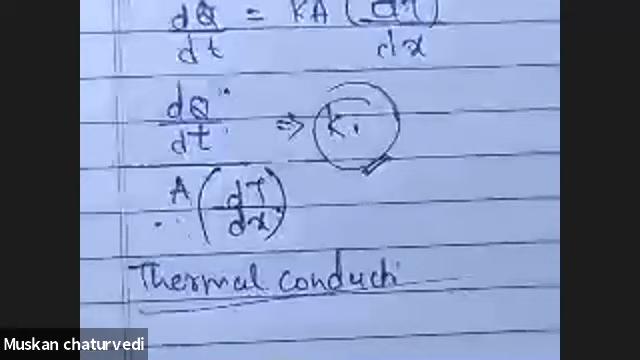 dQ/dt = KA (dT/dx)
dQ/dt ⇒ K
A (dT/dx)
Thermal conducti
Muskan chaturvedi